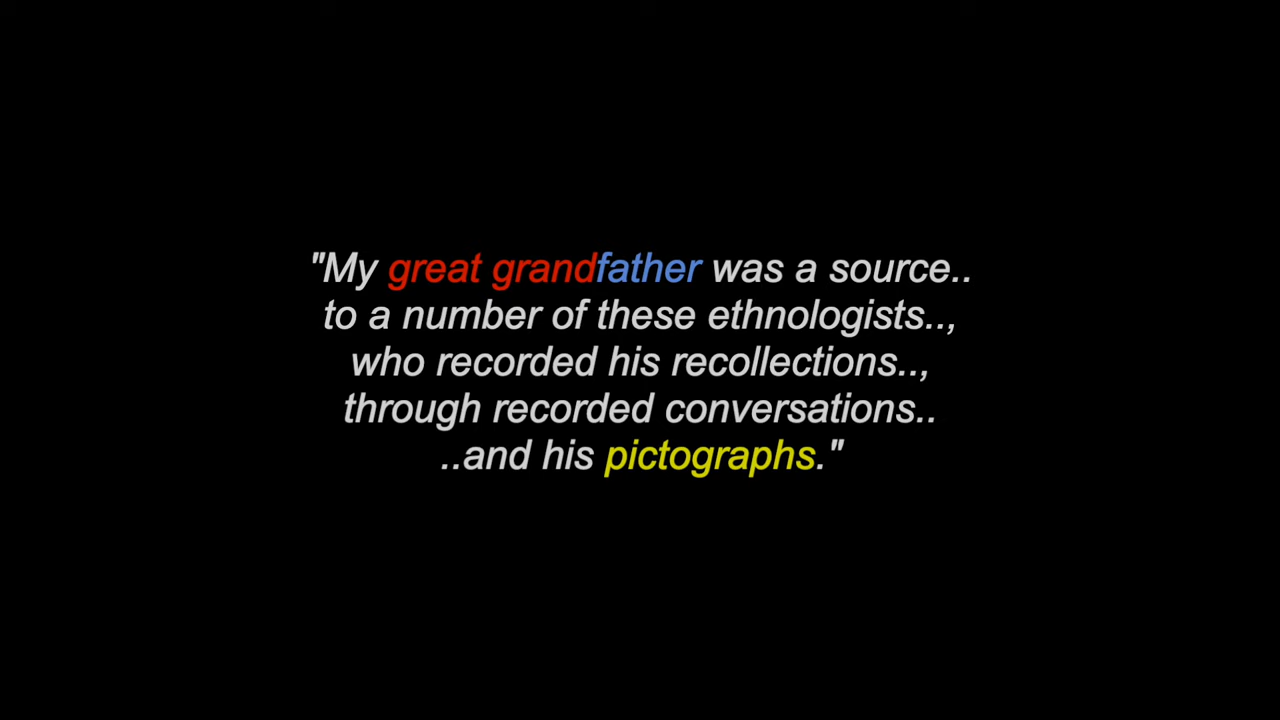 "My great grandfather was a source..
to a number of these ethnologists..,
who recorded his recollections..,
through recorded conversations..
..and his pictographs."